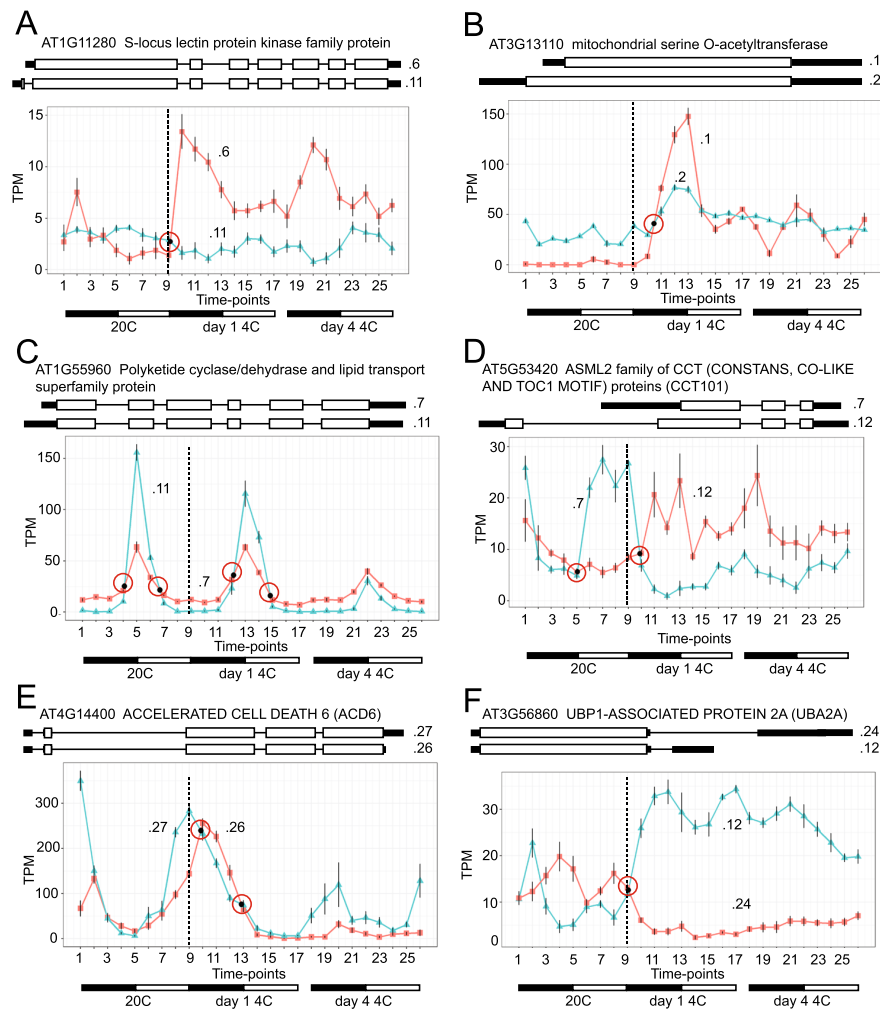 A
AT1G11280 S-locus lectin protein kinase family protein
.6
.11
15
10
5
0
TPM
.6
.11
1 3 5 7 9 11 13 15 17 19 21 23 25
Time-points
20C day 1 4C day 4 4C
B
AT3G13110 mitochondrial serine O-acetyltransferase
.1
.2
150
100
50
0
TPM
.1
.2
1 3 5 7 9 11 13 15 17 19 21 23 25
Time-points
20C day 1 4C day 4 4C
C
AT1G55960 Polyketide cyclase/dehydrase and lipid transport
superfamily protein
.7
.11
150
100
50
0
TPM
.11
.7
1 3 5 7 9 11 13 15 17 19 21 23 25
Time-points
20C day 1 4C day 4 4C
D
AT5G53420 ASML2 family of CCT (CONSTANS, CO-LIKE
AND TOC1 MOTIF) proteins (CCT101)
.7
.12
30
20
10
0
TPM
.7
.12
1 3 5 7 9 11 13 15 17 19 21 23 25
Time-points
20C day 1 4C day 4 4C
E
AT4G14400 ACCELERATED CELL DEATH 6 (ACD6)
.27
.26
300
200
100
0
TPM
.27
.26
1 3 5 7 9 11 13 15 17 19 21 23 25
Time-points
20C day 1 4C day 4 4C
F
AT3G56860 UBP1-ASSOCIATED PROTEIN 2A (UBA2A)
.24
.12
30
20
10
0
TPM
.12
.24
1 3 5 7 9 11 13 15 17 19 21 23 25
Time-points
20C day 1 4C day 4 4C